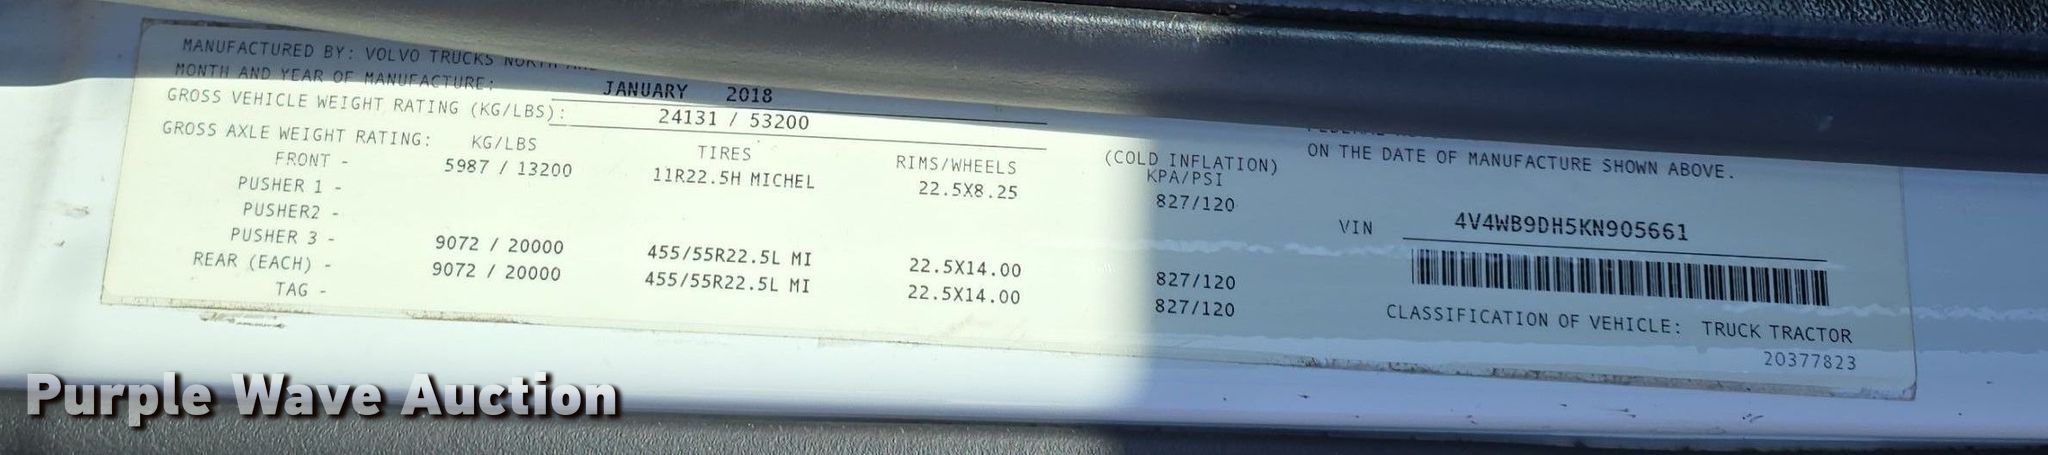 MANUFACTURED BY: VOLVO TRUCKS NORTH
MONTH AND YEAR OF MANUFACTURE: JANUARY 2018
GROSS VEHICLE WEIGHT RATING (KG/LBS): 24131 / 53200
GROSS AXLE WEIGHT RATING: KG/LBS TIRES RIMS/WHEELS (COLD INFLATION) KPA/PSI
FRONT - 5987 / 13200 11R22.5H MICHEL 22.5X8.25 827/120
PUSHER 1 -
PUSHER2 -
PUSHER 3 - 9072 / 20000 455/55R22.5L MI 22.5X14.00 827/120
REAR (EACH) - 9072 / 20000 455/55R22.5L MI 22.5X14.00 827/120
TAG -
ON THE DATE OF MANUFACTURE SHOWN ABOVE.
VIN 4V4WB9DH5KN905661
CLASSIFICATION OF VEHICLE: TRUCK TRACTOR
20377823
Purple Wave Auction